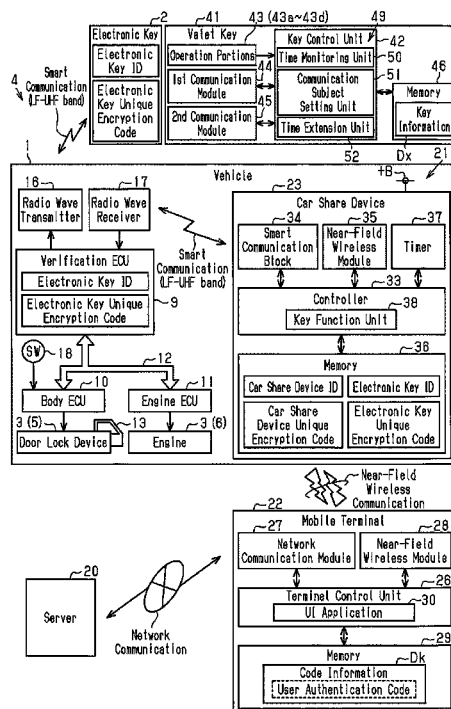 2
41
43 (43a~43d)
49
Electronic Key
Electronic
Key ID
Electronic
Key Unique
Encryption
Code
Valet Key
Operation Portions
44
1st Communication
Module
45
2nd Communication
Module
Key Control Unit
42
Time Monitoring Unit
50
51
Communication
Subject
Setting Unit
Time Extension Unit
52
46
Memory
Key
Information
Dx
4
Smart
Communication
(LF-UHF band)
1
Vehicle
21
+B
16
Radio Wave
Transmitter
17
Radio Wave
Receiver
Verification ECU
Electronic Key ID
Electronic Key Unique
Encryption Code
9
Smart
Communication
(LF-UHF band)
SW
18
12
10
Body ECU
11
Engine ECU
3 (5)
Door Lock Device
13
3 (6)
Engine
23
Car Share Device
34
Smart
Communication
Block
35
Near-Field
Wireless
Module
37
Timer
33
Controller
38
Key Function Unit
36
Memory
Car Share Device ID
Electronic Key ID
Car Share
Device Unique
Encryption Code
Electronic Key
Unique
Encryption Code
Near-Field
Wireless
Communication
22
Mobile Terminal
27
Network
Communication Module
28
Near-Field
Wireless Module
26
Terminal Control Unit
30
UI Application
29
Memory
Dk
Code Information
User Authentication Code
20
Server
Network
Communication